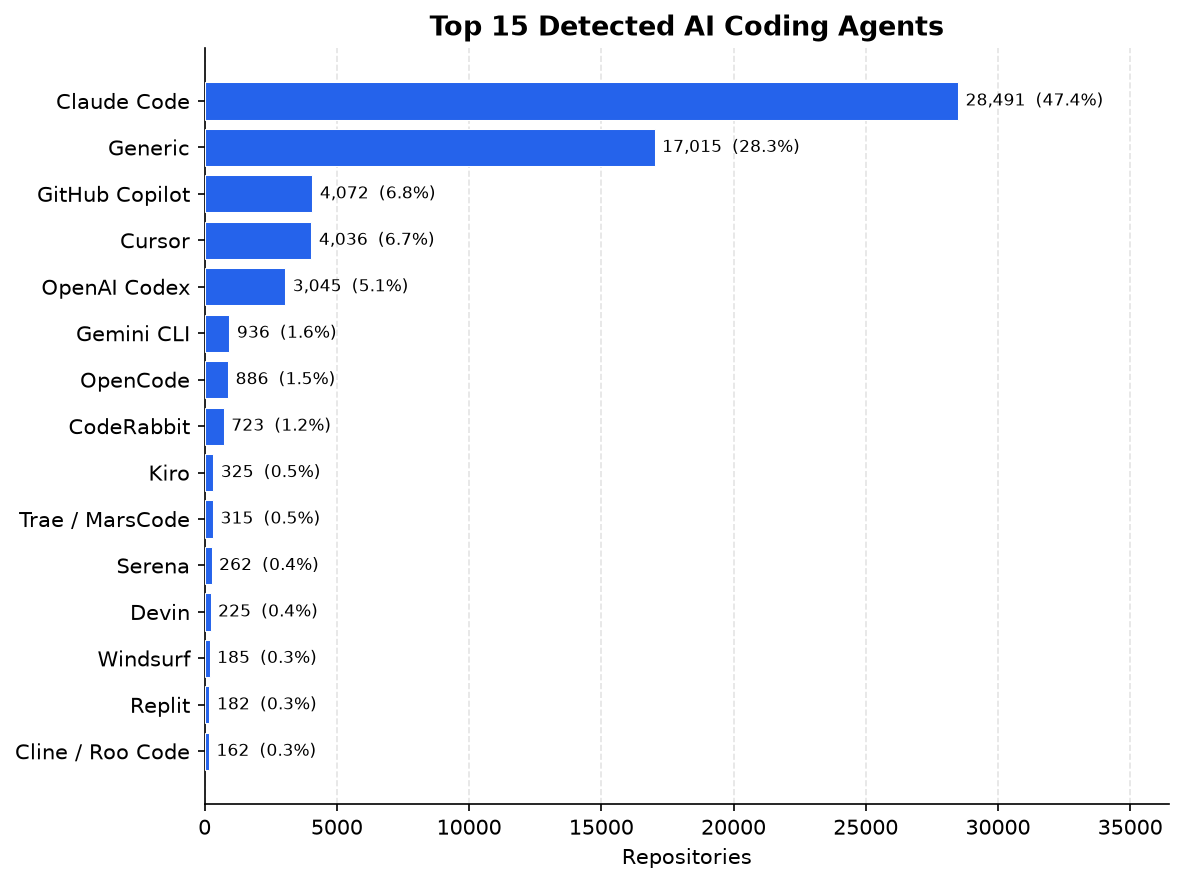 Top 15 Detected AI Coding Agents
Claude Code 28,491 (47.4%)
Generic 17,015 (28.3%)
GitHub Copilot 4,072 (6.8%)
Cursor 4,036 (6.7%)
OpenAI Codex 3,045 (5.1%)
Gemini CLI 936 (1.6%)
OpenCode 886 (1.5%)
CodeRabbit 723 (1.2%)
Kiro 325 (0.5%)
Trae / MarsCode 315 (0.5%)
Serena 262 (0.4%)
Devin 225 (0.4%)
Windsurf 185 (0.3%)
Replit 182 (0.3%)
Cline / Roo Code 162 (0.3%)
0 5000 10000 15000 20000 25000 30000 35000
Repositories